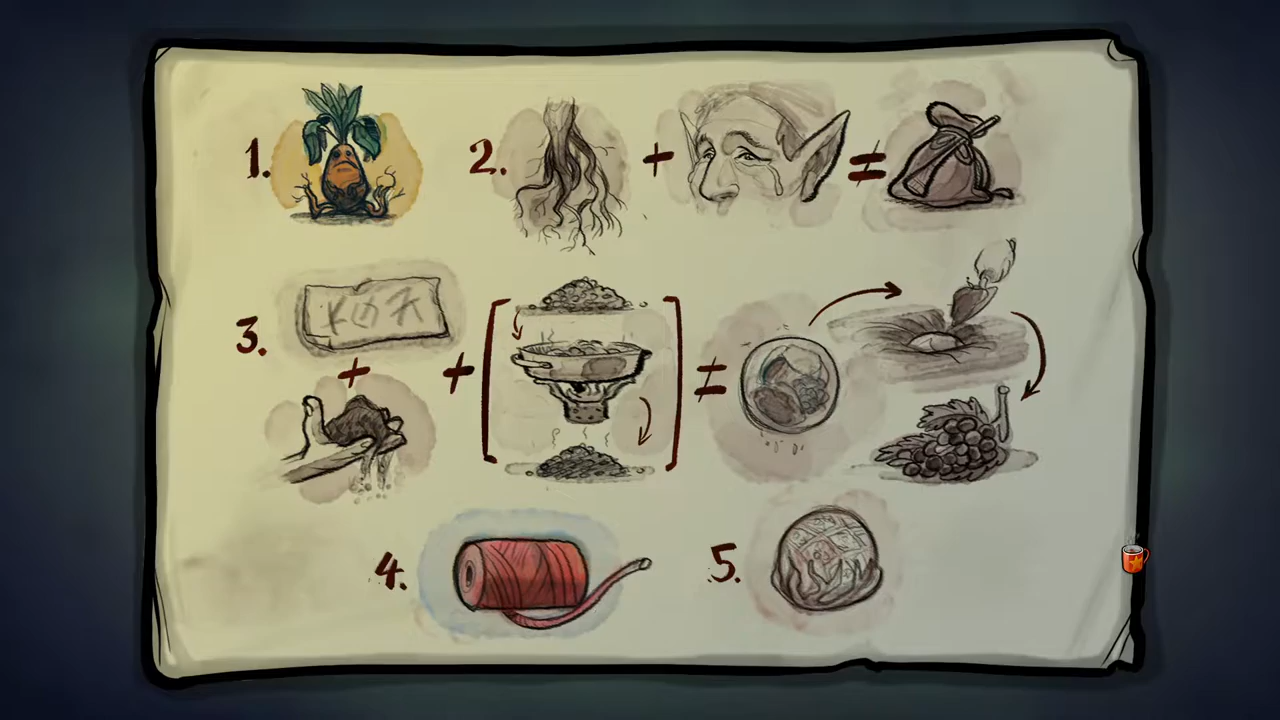 1.
2. + =
3. + + [ ] =
4.
5.